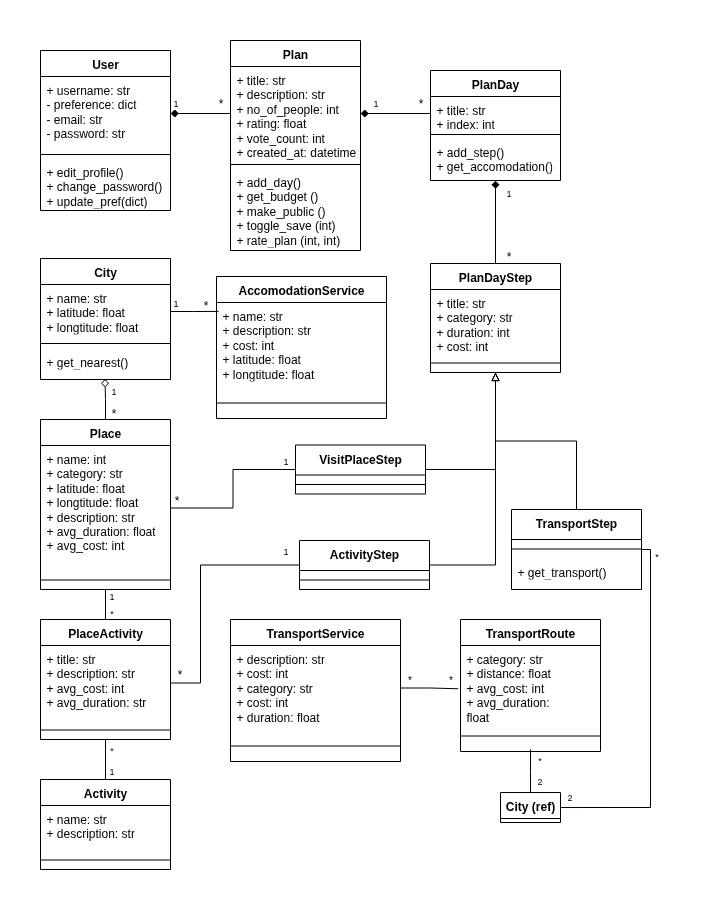 User
+ username: str
- preference: dict
- email: str
- password: str
+ edit_profile()
+ change_password()
+ update_pref(dict)
1
*
Plan
+ title: str
+ description: str
+ no_of_people: int
+ rating: float
+ vote_count: int
+ created_at: datetime
+ add_day()
+ get_budget ()
+ make_public ()
+ toggle_save (int)
+ rate_plan (int, int)
1
*
PlanDay
+ title: str
+ index: int
+ add_step()
+ get_accomodation()
1
*
City
+ name: str
+ latitude: float
+ longtitude: float
+ get_nearest()
1
*
AccomodationService
+ name: str
+ description: str
+ cost: int
+ latitude: float
+ longtitude: float
PlanDayStep
+ title: str
+ category: str
+ duration: int
+ cost: int
1
*
Place
+ name: int
+ category: str
+ latitude: float
+ longtitude: float
+ description: str
+ avg_duration: float
+ avg_cost: int
*
1
VisitPlaceStep
ActivityStep
1
*
TransportStep
+ get_transport()
*
1
*
PlaceActivity
+ title: str
+ description: str
+ avg_cost: int
+ avg_duration: str
TransportService
+ description: str
+ cost: int
+ category: str
+ cost: int
+ duration: float
*
*
TransportRoute
+ category: str
+ distance: float
+ avg_cost: int
+ avg_duration:
float
*
1
*
2
Activity
+ name: str
+ description: str
City (ref)
2